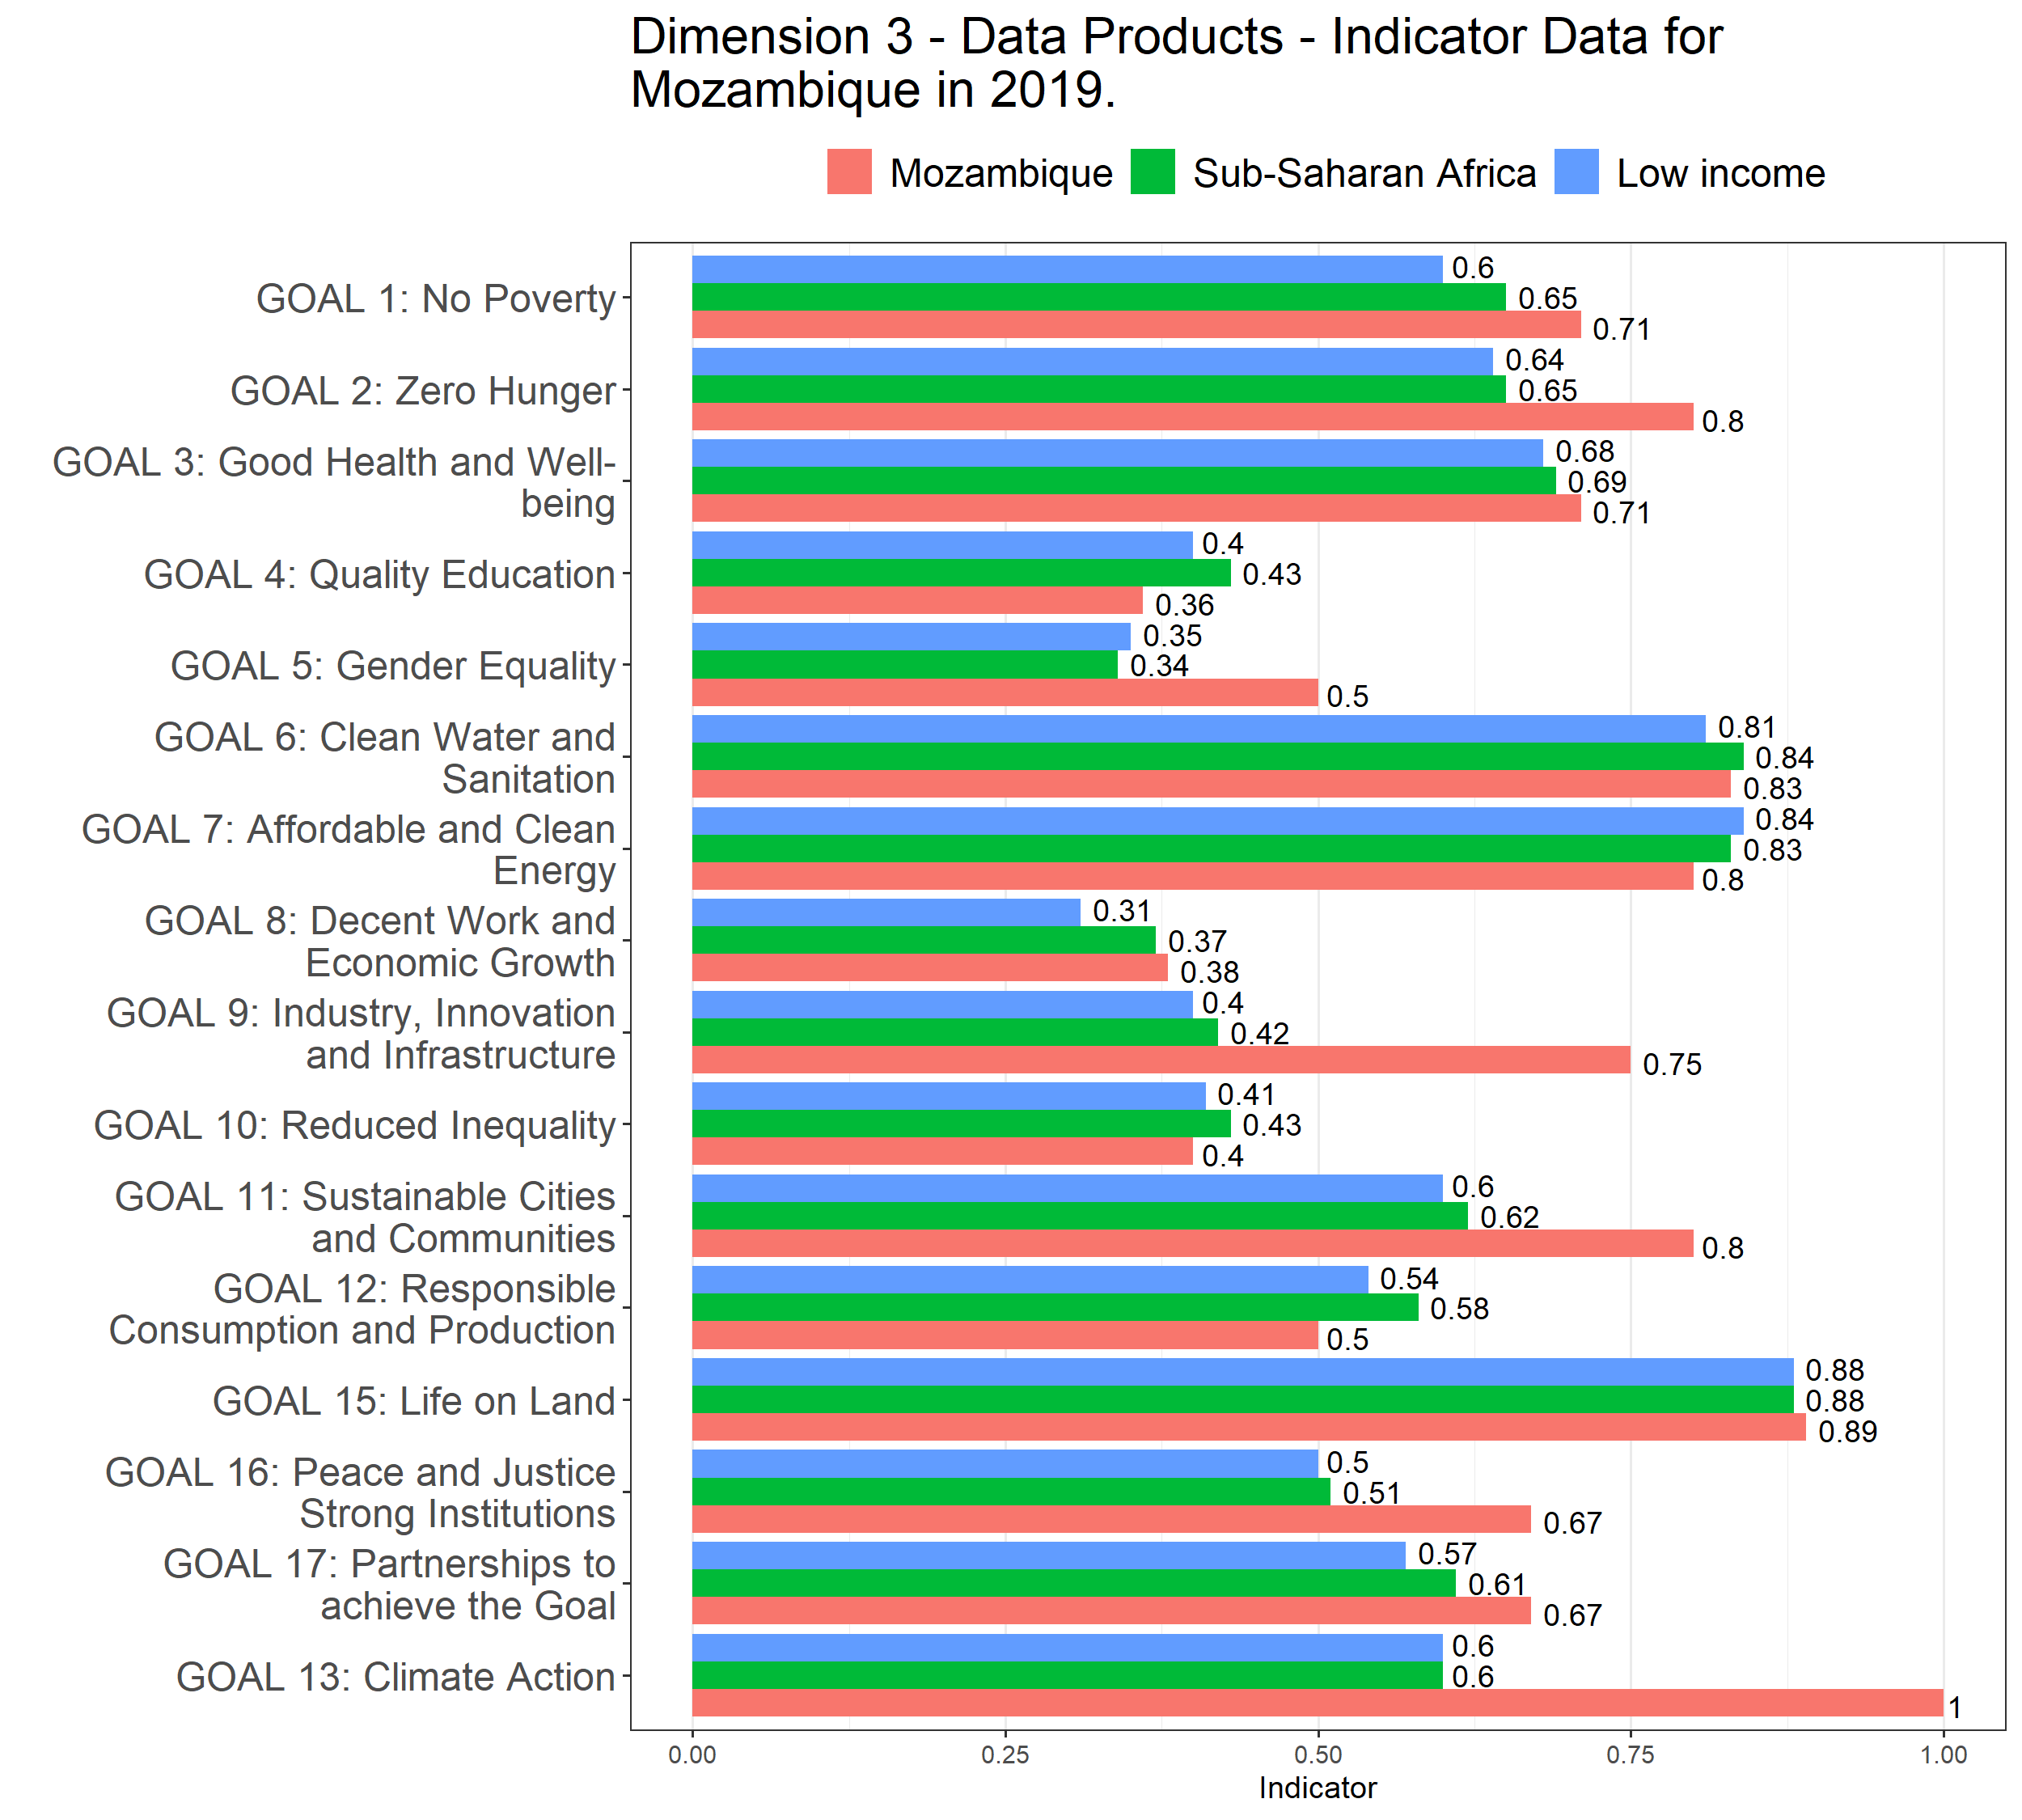 Dimension 3 - Data Products - Indicator Data for
Mozambique in 2019.
Mozambique Sub-Saharan Africa Low income
GOAL 1: No Poverty
0.6
0.65
0.71
GOAL 2: Zero Hunger
0.64
0.65
0.8
GOAL 3: Good Health and Well-
being
0.68
0.69
0.71
GOAL 4: Quality Education
0.4
0.43
0.36
GOAL 5: Gender Equality
0.35
0.34
0.5
GOAL 6: Clean Water and
Sanitation
0.81
0.84
0.83
GOAL 7: Affordable and Clean
Energy
0.84
0.83
0.8
GOAL 8: Decent Work and
Economic Growth
0.31
0.37
0.38
GOAL 9: Industry, Innovation
and Infrastructure
0.4
0.42
0.75
GOAL 10: Reduced Inequality
0.41
0.43
0.4
GOAL 11: Sustainable Cities
and Communities
0.6
0.62
0.8
GOAL 12: Responsible
Consumption and Production
0.54
0.58
0.5
GOAL 15: Life on Land
0.88
0.88
0.89
GOAL 16: Peace and Justice
Strong Institutions
0.5
0.51
0.67
GOAL 17: Partnerships to
achieve the Goal
0.57
0.61
0.67
GOAL 13: Climate Action
0.6
0.6
1
0.00 0.25 0.50 0.75 1.00
Indicator